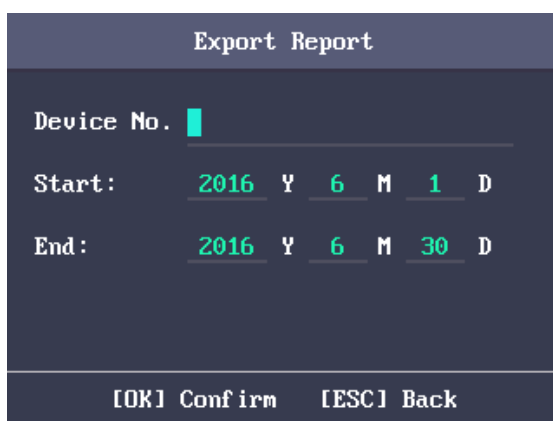 Export Report
Device No.
Start: 2016 Y 6 M 1 D
End: 2016 Y 6 M 30 D
[OK] Confirm [ESC] Back